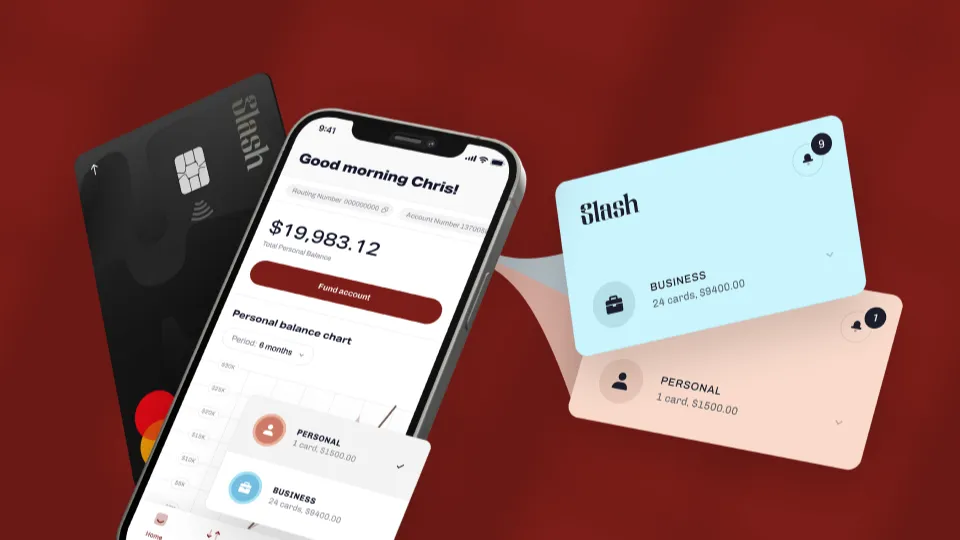 Slash
9:41
Good morning Chris!
Routing Number 000000000
Account Number 13700
$19,983.12
Total Personal Balance
Fund account
Personal balance chart
Period: 6 months
$30K
$25K
$20K
$15K
$10K
$5K
PERSONAL
1 card, $1500.00
BUSINESS
24 cards, $9400.00
Home
9
Slash
BUSINESS
24 cards, $9400.00
1
PERSONAL
1 card, $1500.00